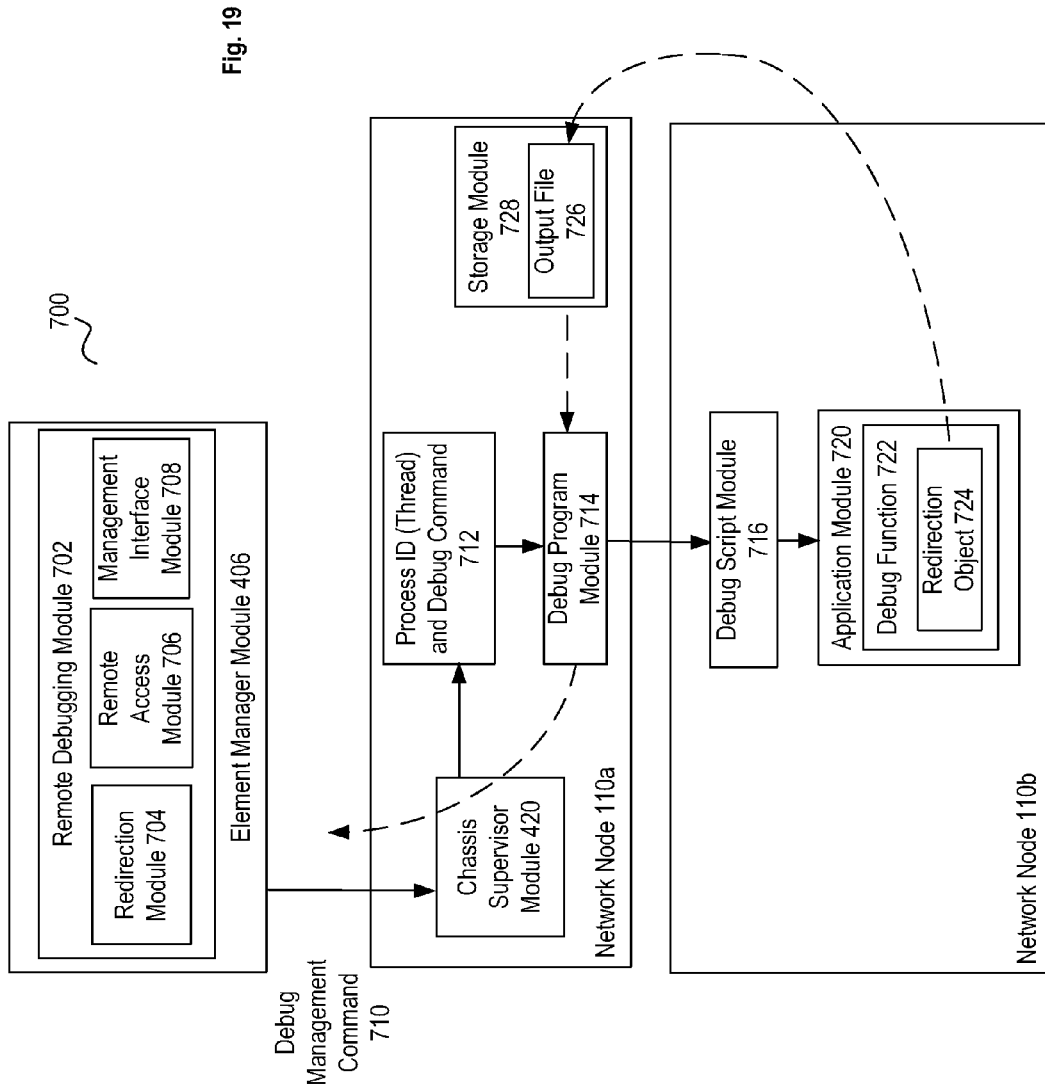 Fig. 19
700
Remote Debugging Module 702
Redirection
Module 704
Remote
Access
Module 706
Management
Interface
Module 708
Element Manager Module 406
Debug
Management
Command
710
Chassis
Supervisor
Module 420
Process ID (Thread)
and Debug Command
712
Debug Program
Module 714
Storage Module
728
Output File
726
Network Node 110a
Debug Script Module
716
Application Module 720
Debug Function 722
Redirection
Object 724
Network Node 110b